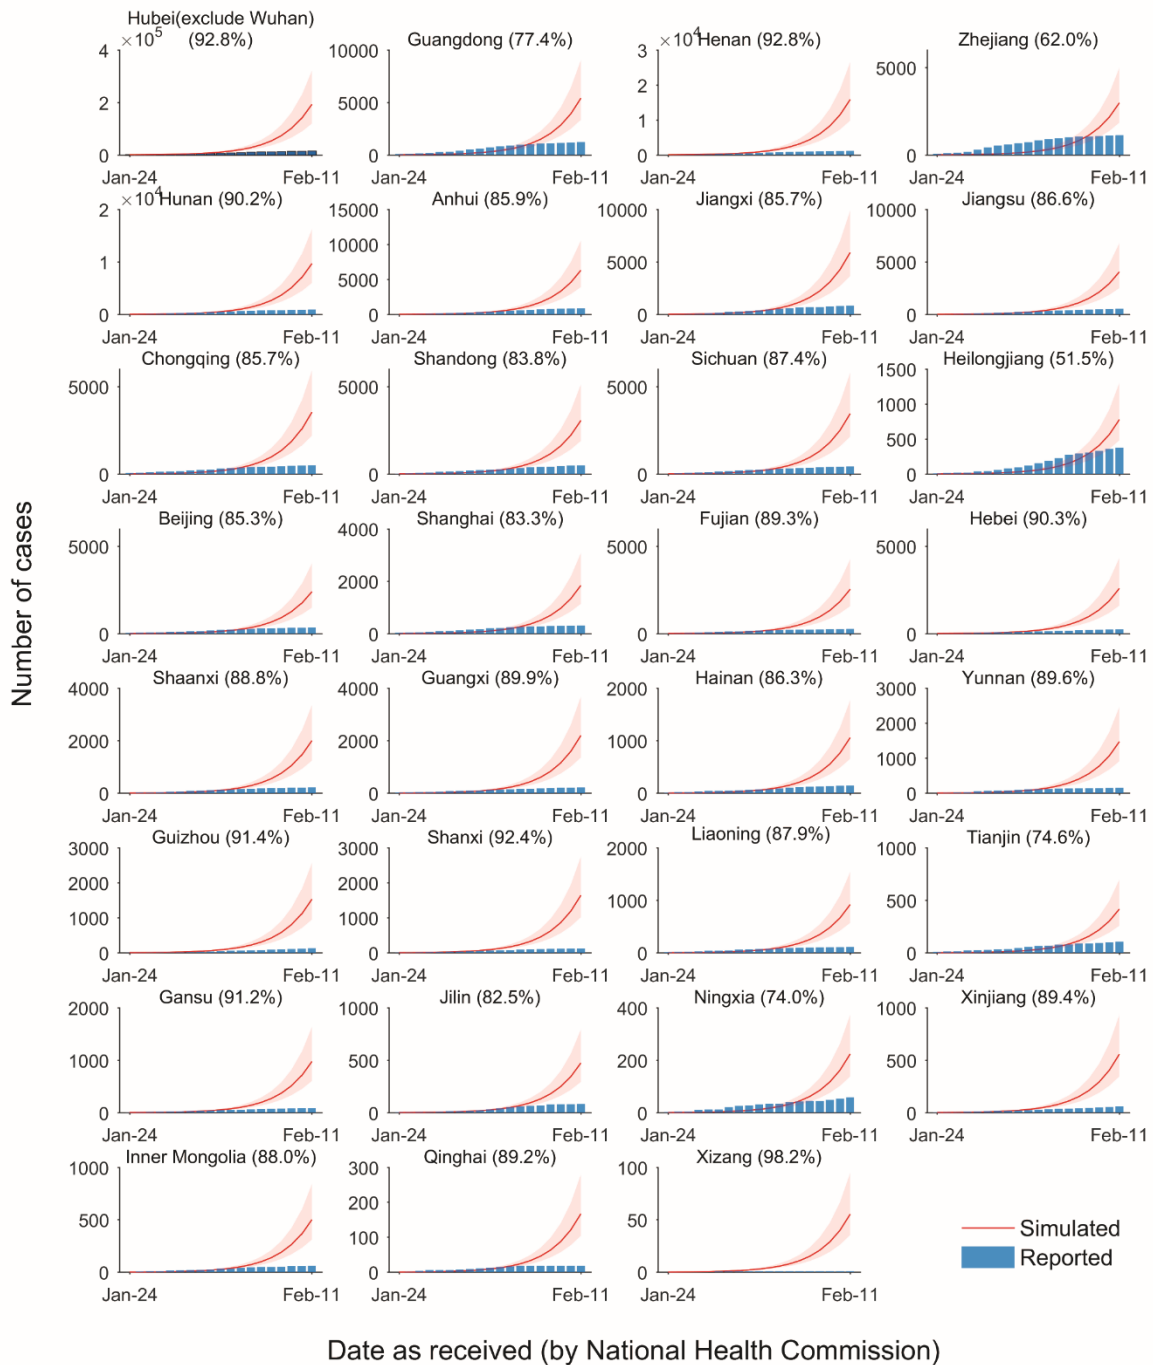 Hubei(exclude Wuhan)
(92.8%)
×10⁵
4
2
0
Jan-24
Feb-11
Guangdong (77.4%)
10000
5000
0
Jan-24
Feb-11
Henan (92.8%)
×10⁴
3
2
1
0
Jan-24
Feb-11
Zhejiang (62.0%)
5000
0
Jan-24
Feb-11
Hunan (90.2%)
×10⁴
2
1
0
Jan-24
Feb-11
Anhui (85.9%)
15000
10000
5000
0
Jan-24
Feb-11
Jiangxi (85.7%)
10000
5000
0
Jan-24
Feb-11
Jiangsu (86.6%)
10000
5000
0
Jan-24
Feb-11
Chongqing (85.7%)
5000
0
Jan-24
Feb-11
Shandong (83.8%)
5000
0
Jan-24
Feb-11
Sichuan (87.4%)
5000
0
Jan-24
Feb-11
Heilongjiang (51.5%)
1500
1000
500
0
Jan-24
Feb-11
Beijing (85.3%)
5000
0
Jan-24
Feb-11
Shanghai (83.3%)
4000
2000
0
Jan-24
Feb-11
Fujian (89.3%)
5000
0
Jan-24
Feb-11
Hebei (90.3%)
5000
0
Jan-24
Feb-11
Shaanxi (88.8%)
4000
2000
0
Jan-24
Feb-11
Guangxi (89.9%)
4000
2000
0
Jan-24
Feb-11
Hainan (86.3%)
2000
1000
0
Jan-24
Feb-11
Yunnan (89.6%)
3000
2000
1000
0
Jan-24
Feb-11
Guizhou (91.4%)
3000
2000
1000
0
Jan-24
Feb-11
Shanxi (92.4%)
3000
2000
1000
0
Jan-24
Feb-11
Liaoning (87.9%)
2000
1000
0
Jan-24
Feb-11
Tianjin (74.6%)
1000
500
0
Jan-24
Feb-11
Gansu (91.2%)
2000
1000
0
Jan-24
Feb-11
Jilin (82.5%)
1000
500
0
Jan-24
Feb-11
Ningxia (74.0%)
400
200
0
Jan-24
Feb-11
Xinjiang (89.4%)
1000
500
0
Jan-24
Feb-11
Inner Mongolia (88.0%)
1000
500
0
Jan-24
Feb-11
Qinghai (89.2%)
300
200
100
0
Jan-24
Feb-11
Xizang (98.2%)
100
50
0
Jan-24
Feb-11
Simulated
Reported
Number of cases
Date as received (by National Health Commission)